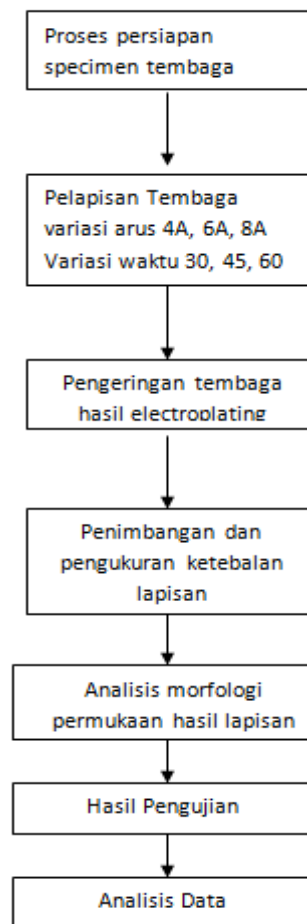 Proses persiapan
specimen tembaga
Pelapisan Tembaga
variasi arus 4A, 6A, 8A
Variasi waktu 30, 45, 60
Pengeringan tembaga
hasil electroplating
Penimbangan dan
pengukuran ketebalan
lapisan
Analisis morfologi
permukaan hasil lapisan
Hasil Pengujian
Analisis Data